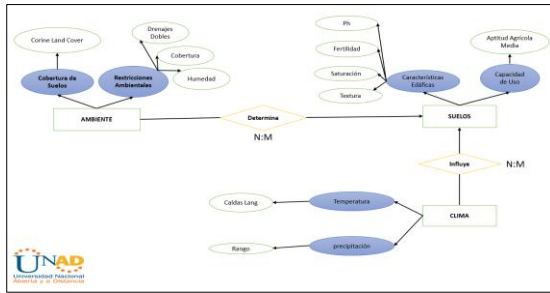 Drenajes
Dobles
Corine Land Cover
Cobertura
Humedad
Cobertura de
Suelos
Restricciones
Ambientales
AMBIENTE
Determina
N:M
Ph
Fertilidad
Saturación
Textura
Características
Edáficas
Aptitud Agrícola
Media
Capacidad
de Uso
SUELOS
Influye
N:M
CLIMA
Temperatura
Caldas Lang
precipitación
Rango
UNAD
Universidad Nacional
Abierta y a Distancia